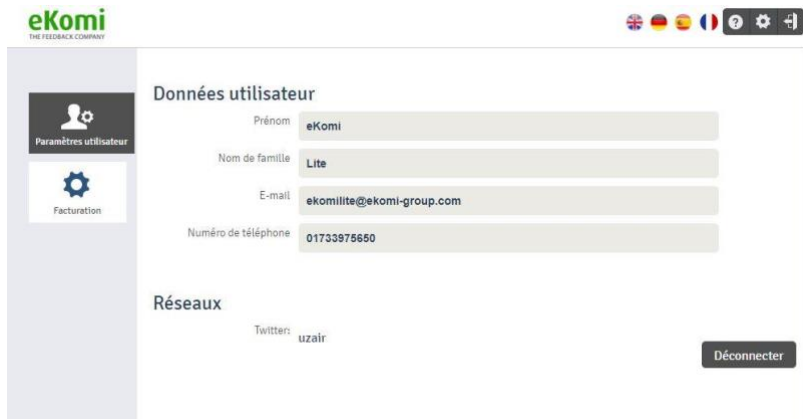 eKomi
THE FEEDBACK COMPANY
Paramètres utilisateur
Facturation
Données utilisateur
Prénom eKomi
Nom de famille Lite
E-mail ekomilite@ekomi-group.com
Numéro de téléphone 01733975650
Réseaux
Twitter: uzair
Déconnecter